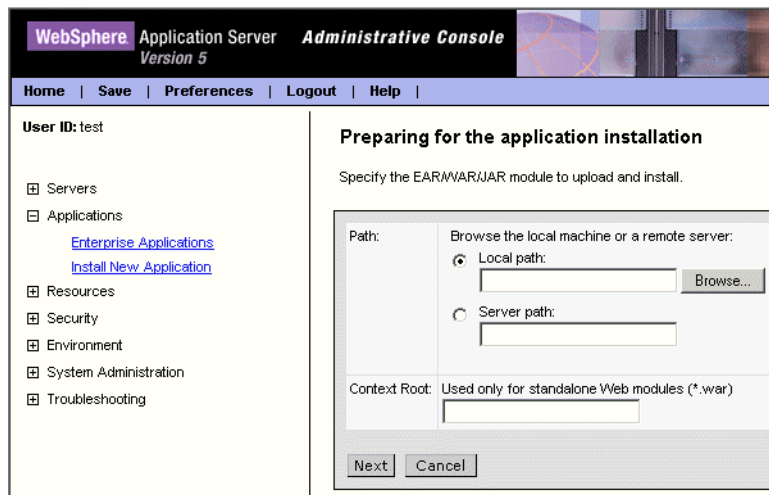 WebSphere Application Server Administrative Console
Version 5
Home | Save | Preferences | Logout | Help |
User ID: test
Servers
Applications
Enterprise Applications
Install New Application
Resources
Security
Environment
System Administration
Troubleshooting
Preparing for the application installation
Specify the EAR/WAR/JAR module to upload and install.
Path: Browse the local machine or a remote server:
Local path:
Browse...
Server path:
Context Root: Used only for standalone Web modules (*.war)
Next Cancel